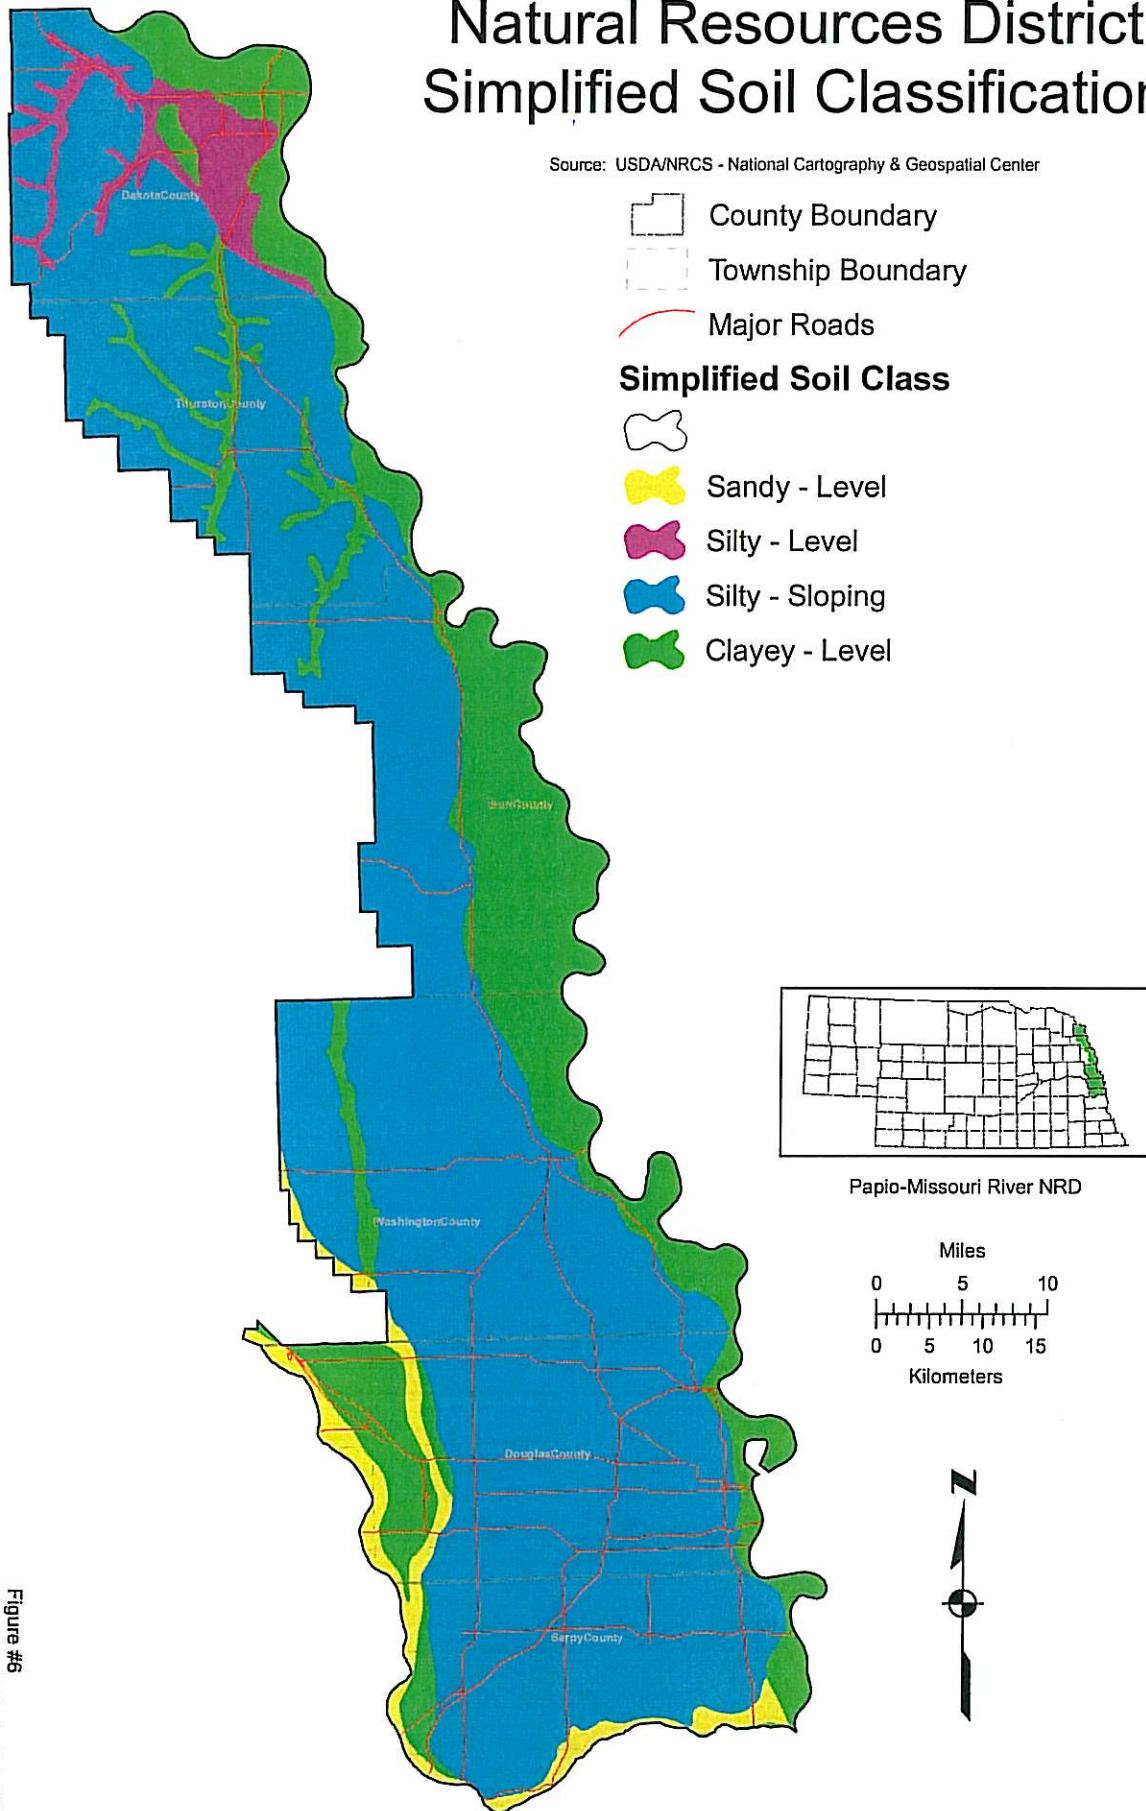 Natural Resources District
Simplified Soil Classification
Source: USDA/NRCS - National Cartography & Geospatial Center
County Boundary
Township Boundary
Major Roads
Simplified Soil Class
Sandy - Level
Silty - Level
Silty - Sloping
Clayey - Level
DakotaCounty
ThurstonCounty
BurtCounty
WashingtonCounty
DouglasCounty
SarpyCounty
Papio-Missouri River NRD
Miles
0 5 10
0 5 10 15
Kilometers
N
Figure #6